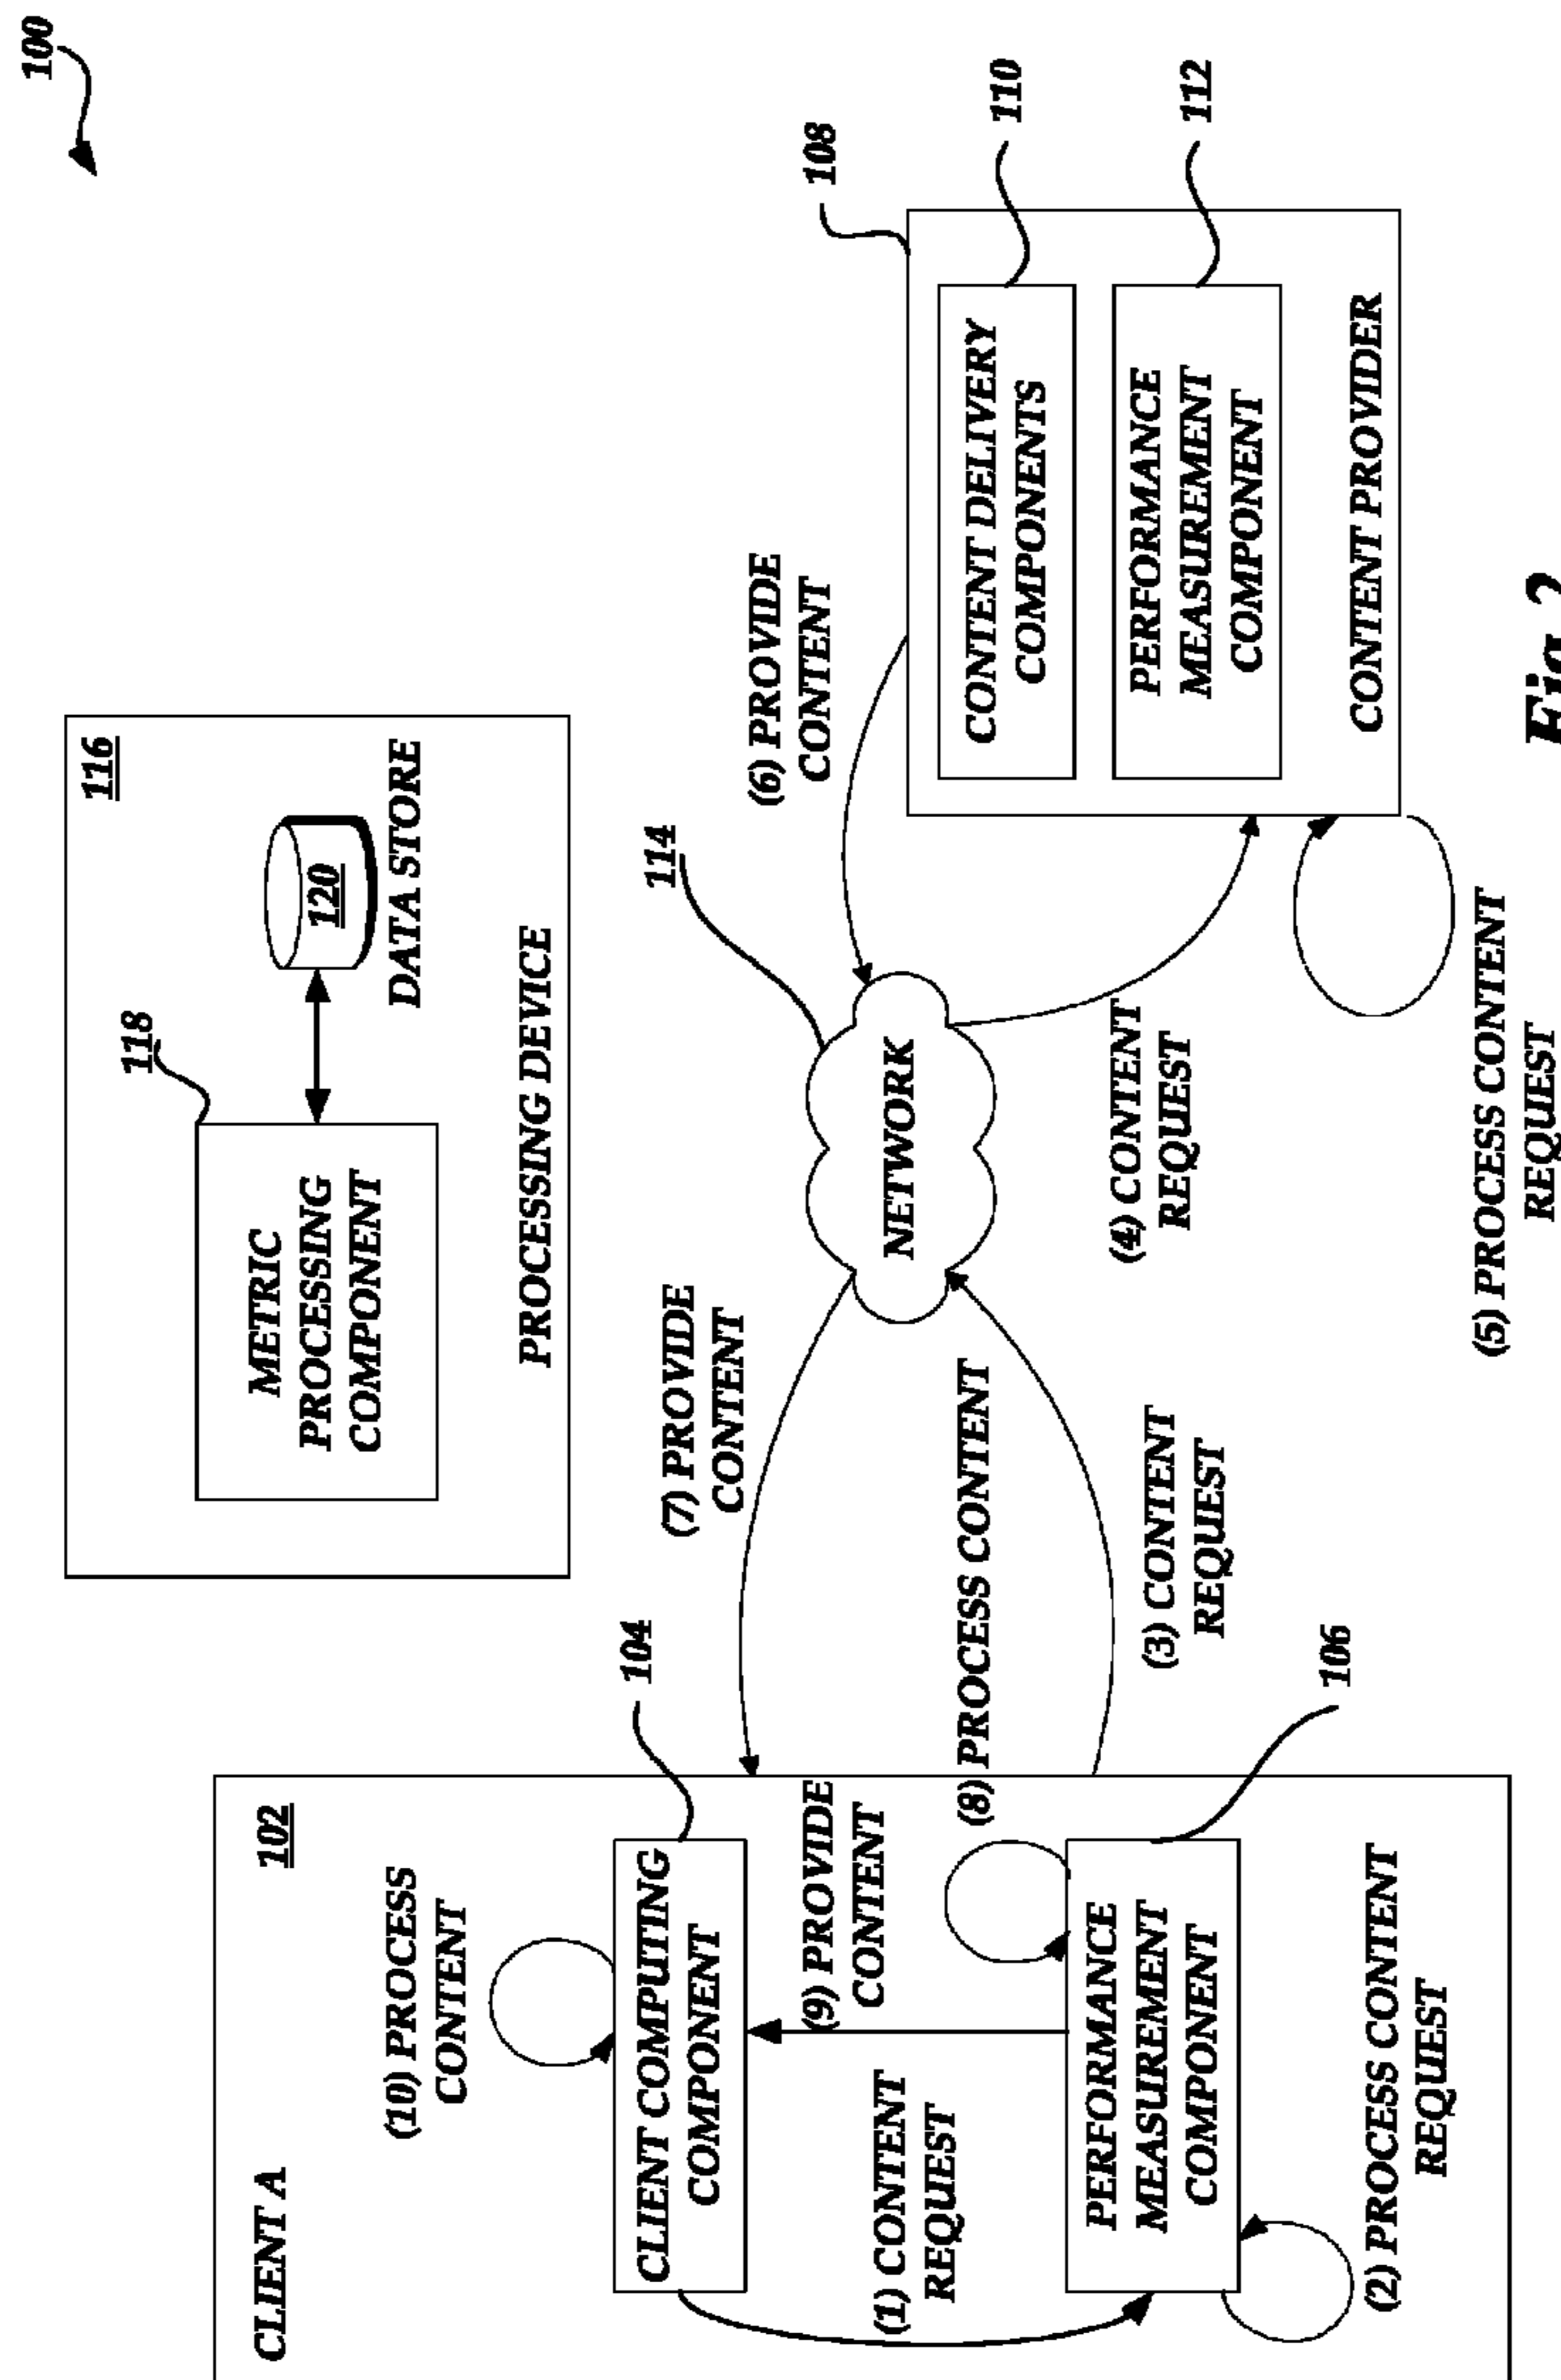 100
116
118
METRIC
PROCESSING
COMPONENT
120
DATA STORE
PROCESSING DEVICE
CLIENT A
102
(10) PROCESS
CONTENT
104
CLIENT COMPUTING
COMPONENT
(1) CONTENT
REQUEST
(9) PROVIDE
CONTENT
PERFORMANCE
MEASUREMENT
COMPONENT
106
(2) PROCESS CONTENT
REQUEST
(8) PROCESS CONTENT
(7) PROVIDE
CONTENT
(3) CONTENT
REQUEST
114
NETWORK
(6) PROVIDE
CONTENT
(4) CONTENT
REQUEST
(5) PROCESS CONTENT
REQUEST
108
CONTENT DELIVERY
COMPONENTS
110
PERFORMANCE
MEASUREMENT
COMPONENT
112
CONTENT PROVIDER